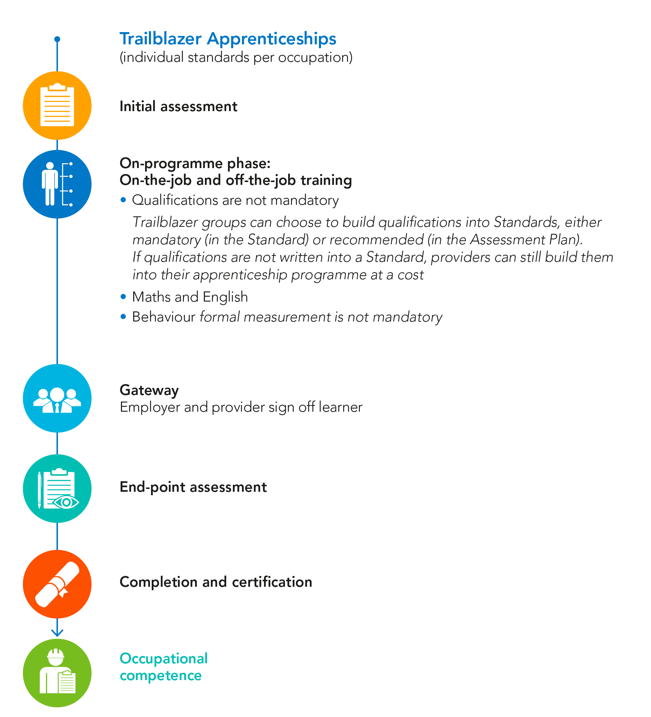 Trailblazer Apprenticeships
(individual standards per occupation)
Initial assessment
On-programme phase:
On-the-job and off-the-job training
• Qualifications are not mandatory
Trailblazer groups can choose to build qualifications into Standards, either
mandatory (in the Standard) or recommended (in the Assessment Plan).
If qualifications are not written into a Standard, providers can still build them
into their apprenticeship programme at a cost
• Maths and English
• Behaviour formal measurement is not mandatory
Gateway
Employer and provider sign off learner
End-point assessment
Completion and certification
Occupational
competence